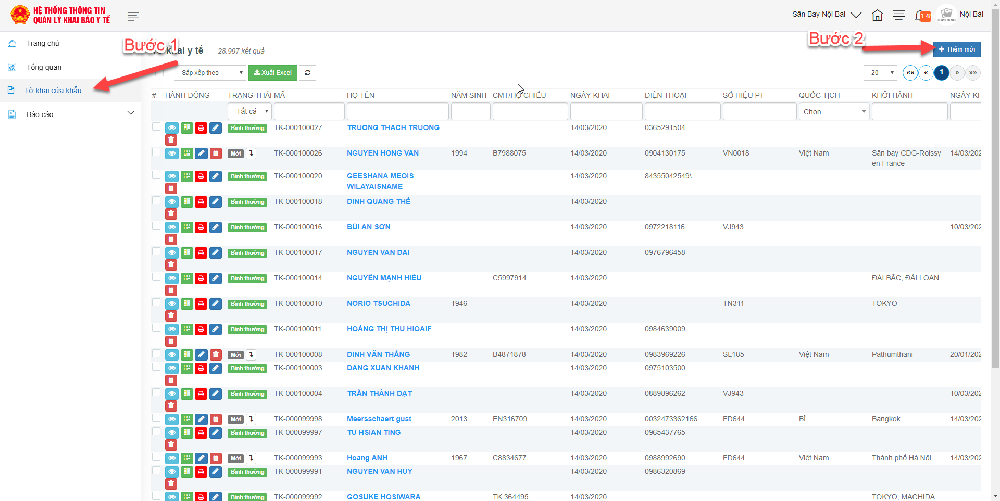 HỆ THỐNG THÔNG TIN
QUẢN LÝ KHAI BÁO Y TẾ
Sân Bay Nội Bài
1.48
KHÔNG CÓ ẢNH
Nội Bài
Trang chủ
Tổng quan
Tờ khai cửa khẩu
Báo cáo
Bước 1
khai y tế — 28.997 kết quả
Bước 2
+ Thêm mới
Sắp xếp theo
Xuất Excel
20
«« « 1 » »»
# HÀNH ĐỘNG TRẠNG THÁI MÃ HỌ TÊN NĂM SINH CMT/HỘ CHIẾU NGÀY KHAI ĐIỆN THOẠI SỐ HIỆU PT QUỐC TỊCH KHỞI HÀNH NGÀY KH
Tất cả Chọn
Bình thường TK-000100027 TRUONG THACH TRUONG 14/03/2020 0365291504
Mới TK-000100026 NGUYEN HONG VAN 1994 B7988075 14/03/2020 0904130175 VN0018 Việt Nam Sân bay CDG-Roissy 14/03/202
en France
Bình thường TK-000100020 GEESHANA MEOIS 14/03/2020 84355042549\
WILAYAISNAME
Bình thường TK-000100018 ĐINH QUANG THẾ 14/03/2020
Bình thường TK-000100016 BÙI AN SƠN 14/03/2020 0972218116 VJ943 10/03/202
Bình thường TK-000100017 NGUYEN VAN DAI 14/03/2020 0976796458
Bình thường TK-000100014 NGUYỄN MẠNH HIẾU C5997914 14/03/2020 ĐÀI BẮC, ĐÀI LOAN
Bình thường TK-000100010 NORIO TSUCHIDA 1946 14/03/2020 TN311 TOKYO
Bình thường TK-000100011 HOÀNG THỊ THU HIOAIF 14/03/2020 0984639009
Mới TK-000100008 ĐINH VĂN THẮNG 1982 B4871878 14/03/2020 0983969226 SL185 Việt Nam Pathumthani 20/01/202
Bình thường TK-000100003 DANG XUAN KHANH 14/03/2020 0975103500
Bình thường TK-000100004 TRẦN THÀNH ĐẠT 14/03/2020 0889896262 VJ943 10/03/202
Mới TK-000099998 Meersschaert gust 2013 EN316709 14/03/2020 0032473362166 FD644 Bỉ Bangkok 14/03/202
Bình thường TK-000099997 TU HSIAN TING 14/03/2020 0965437765
Mới TK-000099993 Hoang ANH 1967 C8834677 14/03/2020 0988992690 FD644 Việt Nam Thành phố Hà Nội 14/03/202
Bình thường TK-000099991 NGUYEN VAN HUY 14/03/2020 0986320869
Bình thường TK-000099992 GOSUKE HOSIWARA TK 364495 14/03/2020 TOKYO, MACHIDA